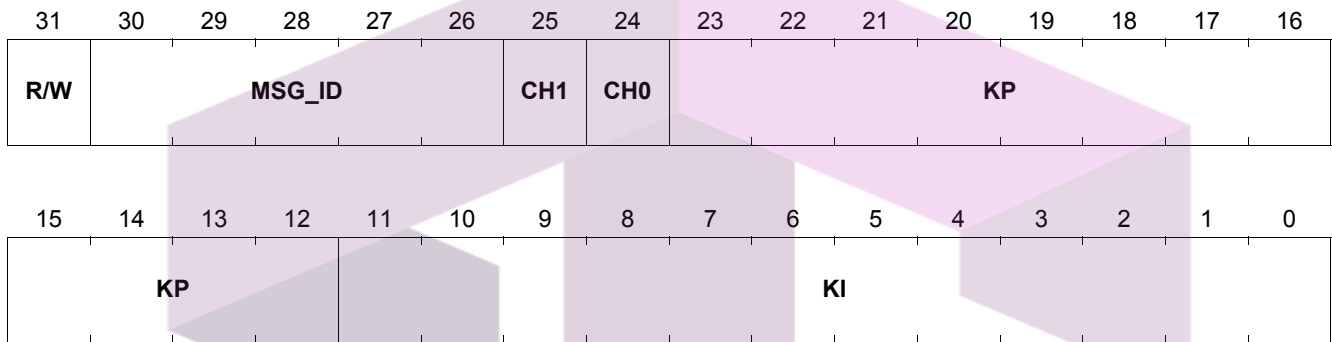 31 30 29 28 27 26 25 24 23 22 21 20 19 18 17 16
R/W MSG_ID CH1 CH0 KP
15 14 13 12 11 10 9 8 7 6 5 4 3 2 1 0
KP KI